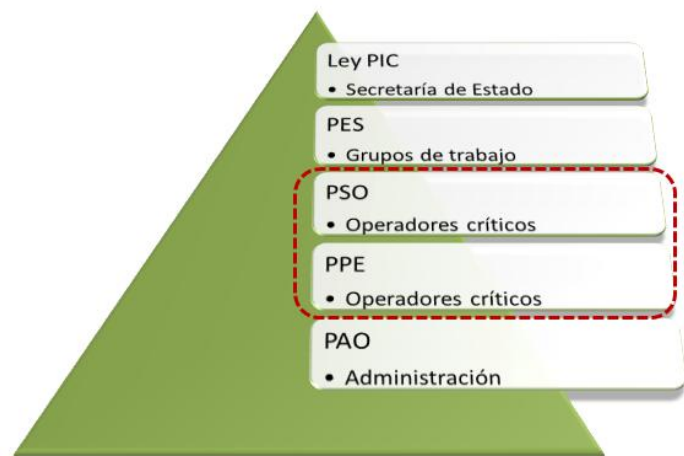 Ley PIC
• Secretaría de Estado
PES
• Grupos de trabajo
PSO
• Operadores críticos
PPE
• Operadores críticos
PAO
• Administración